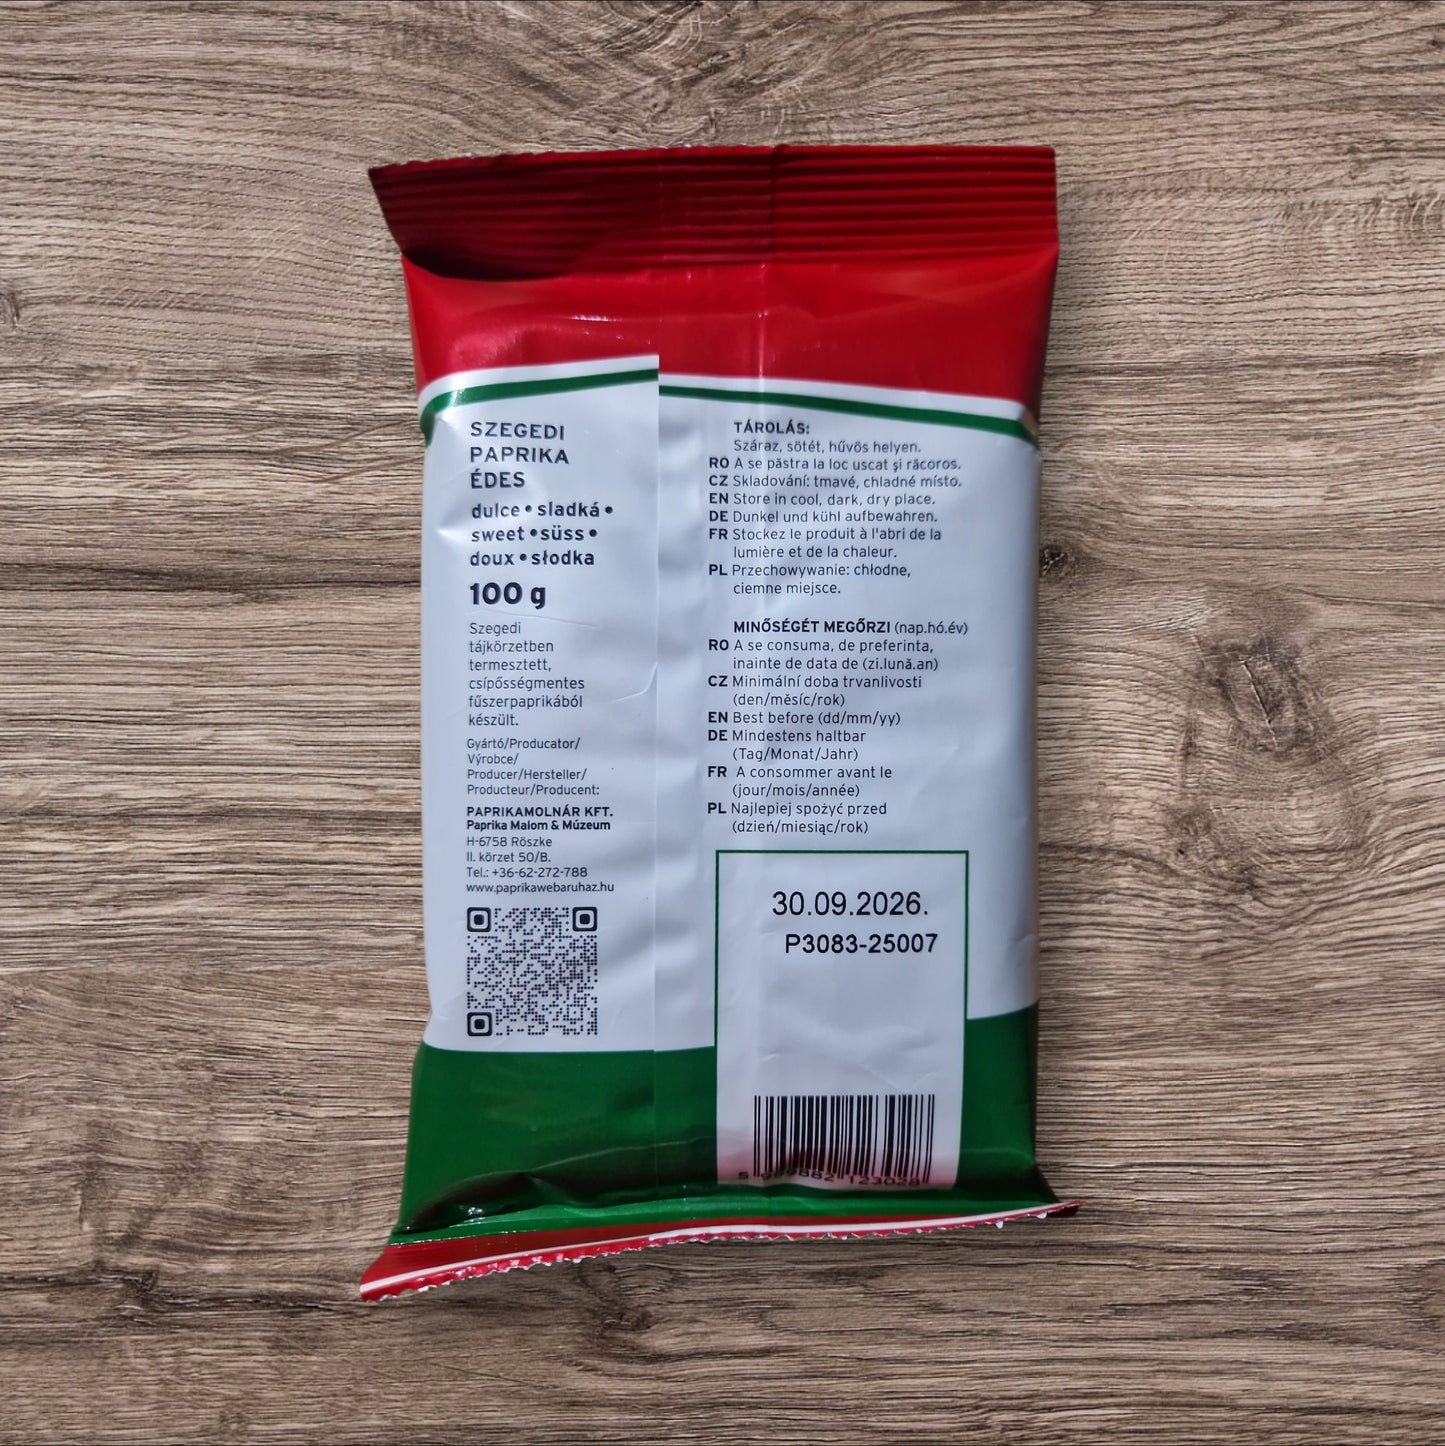 SZEGEDI
PAPRIKA
ÉDES
dulce • sladká •
sweet • süss •
doux • słodka
100 g
Szegedi
tájkörzetben
termesztett,
csípősségmentes
fűszerpaprikából
készült.
Gyártó/Producator/
Výrobce/
Producer/Hersteller/
Producteur/Producent:
PAPRIKAMOLNÁR KFT.
Paprika Malom & Múzeum
H-6758 Röszke
II. körzet 50/B.
Tel.: +36-62-272-788
www.paprikawebaruhaz.hu
TÁROLÁS:
Száraz, sötét, hűvös helyen.
RO A se păstra la loc uscat și răcoros.
CZ Skladování: tmavé, chladné místo.
EN Store in cool, dark, dry place.
DE Dunkel und kühl aufbewahren.
FR Stockez le produit à l'abri de la
lumière et de la chaleur.
PL Przechowywanie: chłodne,
ciemne miejsce.
MINŐSÉGÉT MEGŐRZI (nap.hó.év)
RO A se consuma, de preferinta,
inainte de data de (zi.lună.an)
CZ Minimální doba trvanlivosti
(den/měsíc/rok)
EN Best before (dd/mm/yy)
DE Mindestens haltbar
(Tag/Monat/Jahr)
FR A consommer avant le
(jour/mois/année)
PL Najlepiej spożyć przed
(dzień/miesiąc/rok)
30.09.2026.
P3083-25007
123028